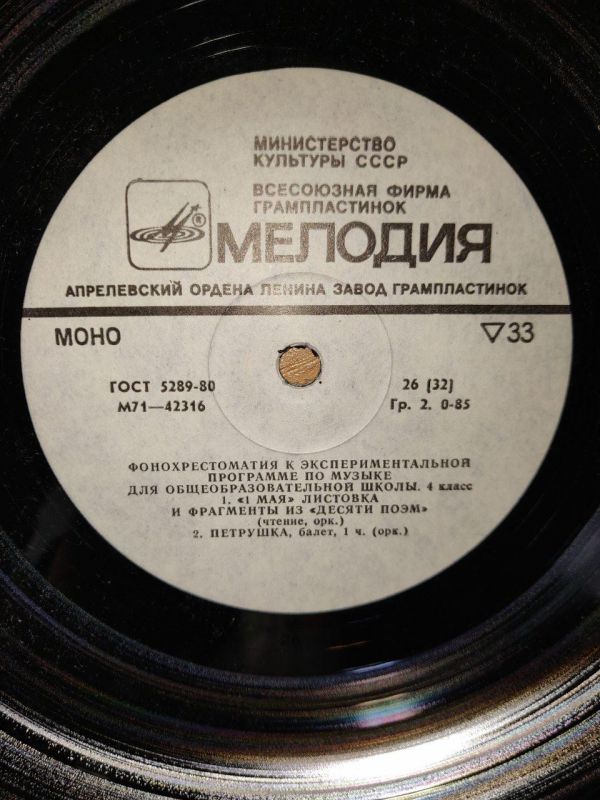 МИНИСТЕРСТВО
КУЛЬТУРЫ СССР
ВСЕСОЮЗНАЯ ФИРМА
ГРАМПЛАСТИНОК
®
МЕЛОДИЯ
АПРЕЛЕВСКИЙ ОРДЕНА ЛЕНИНА ЗАВОД ГРАМПЛАСТИНОК
МОНО ▽33
ГОСТ 5289-80 26 (32)
М71—42316 Гр. 2. 0-85
ФОНОХРЕСТОМАТИЯ К ЭКСПЕРИМЕНТАЛЬНОЙ
ПРОГРАММЕ ПО МУЗЫКЕ
ДЛЯ ОБЩЕОБРАЗОВАТЕЛЬНОЙ ШКОЛЫ. 4 класс
1. «1 МАЯ» ЛИСТОВКА
И ФРАГМЕНТЫ ИЗ «ДЕСЯТИ ПОЭМ»
(чтение, орк.)
2. ПЕТРУШКА, балет, 1 ч. (орк.)